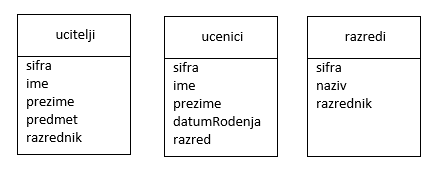 ucitelji
sifra
ime
prezime
predmet
razrednik
ucenici
sifra
ime
prezime
datumRodenja
razred
razredi
sifra
naziv
razrednik